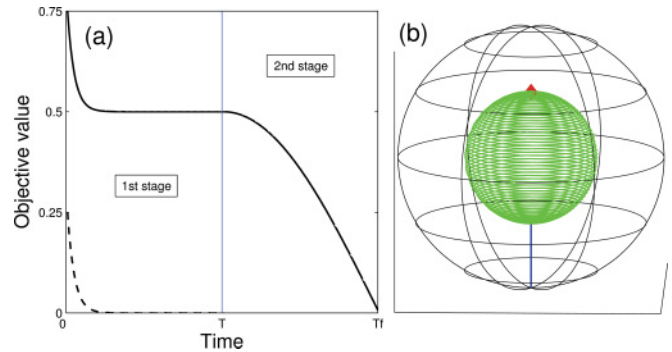 0.75
(a)
(b)
2nd stage
0.5
Objective value
1st stage
0.25
0
0
T
Tf
Time